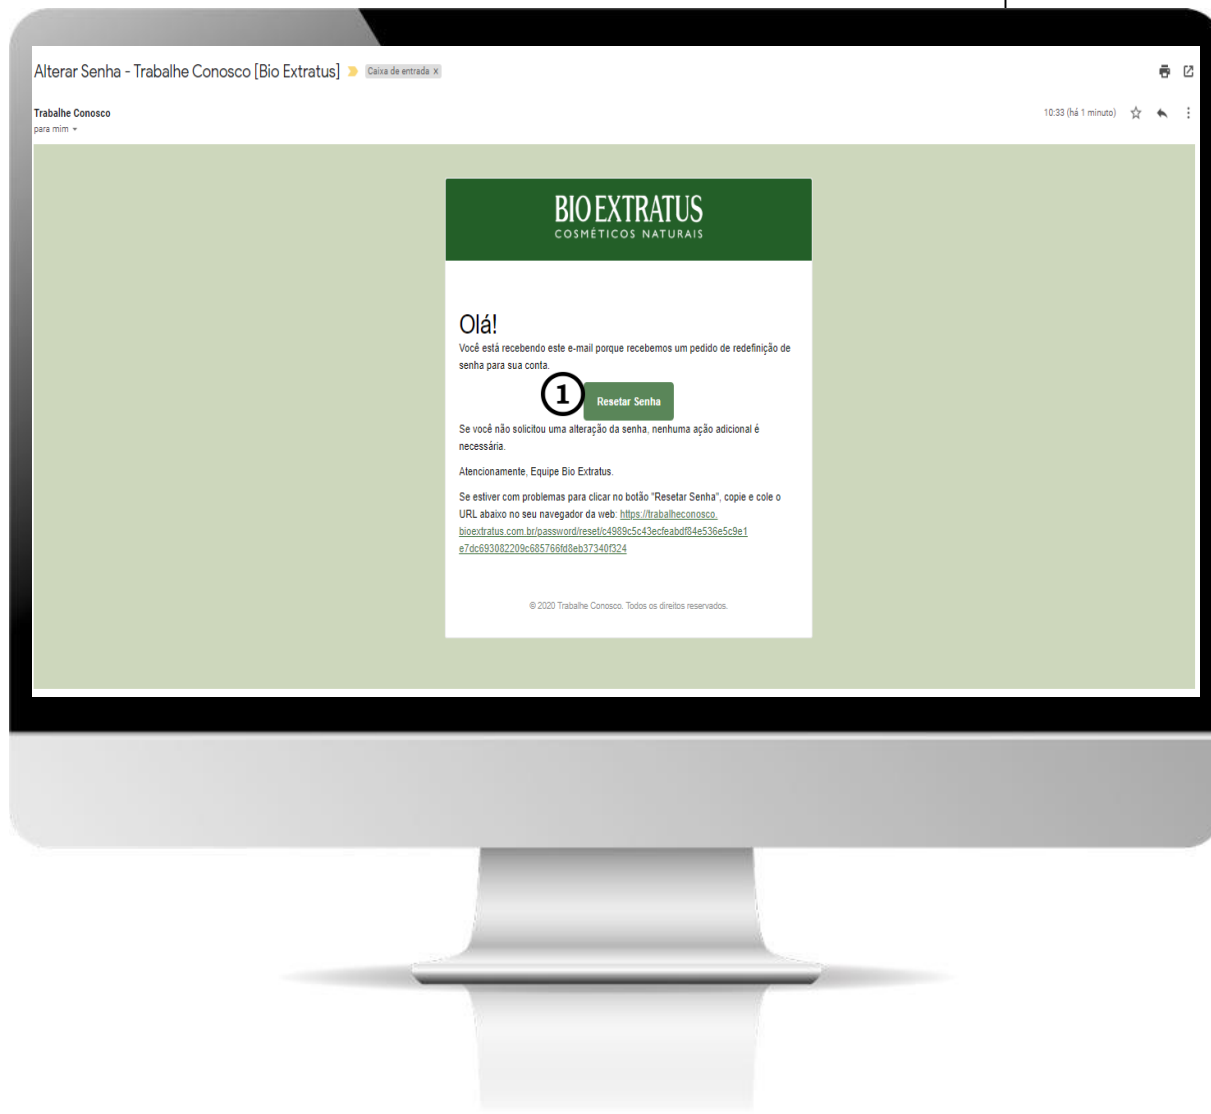 Alterar Senha - Trabalhe Conosco [Bio Extratus] Caixa de entrada x
Trabalhe Conosco
10:33 (há 1 minuto)
para mim
BIO EXTRATUS
COSMÉTICOS NATURAIS
Olá!
Você está recebendo este e-mail porque recebemos um pedido de redefinição de
senha para sua conta.
1 Resetar Senha
Se você não solicitou uma alteração da senha, nenhuma ação adicional é
necessária.
Atencionamente, Equipe Bio Extratus.
Se estiver com problemas para clicar no botão "Resetar Senha", copie e cole o
URL abaixo no seu navegador da web: https://trabalheconosco.
bioextratus.com.br/password/reset/c4989c5c43ecfeabdf84e536e5c9e1
e7dc693082209c685766fd8eb37340f324
© 2020 Trabalhe Conosco. Todos os direitos reservados.